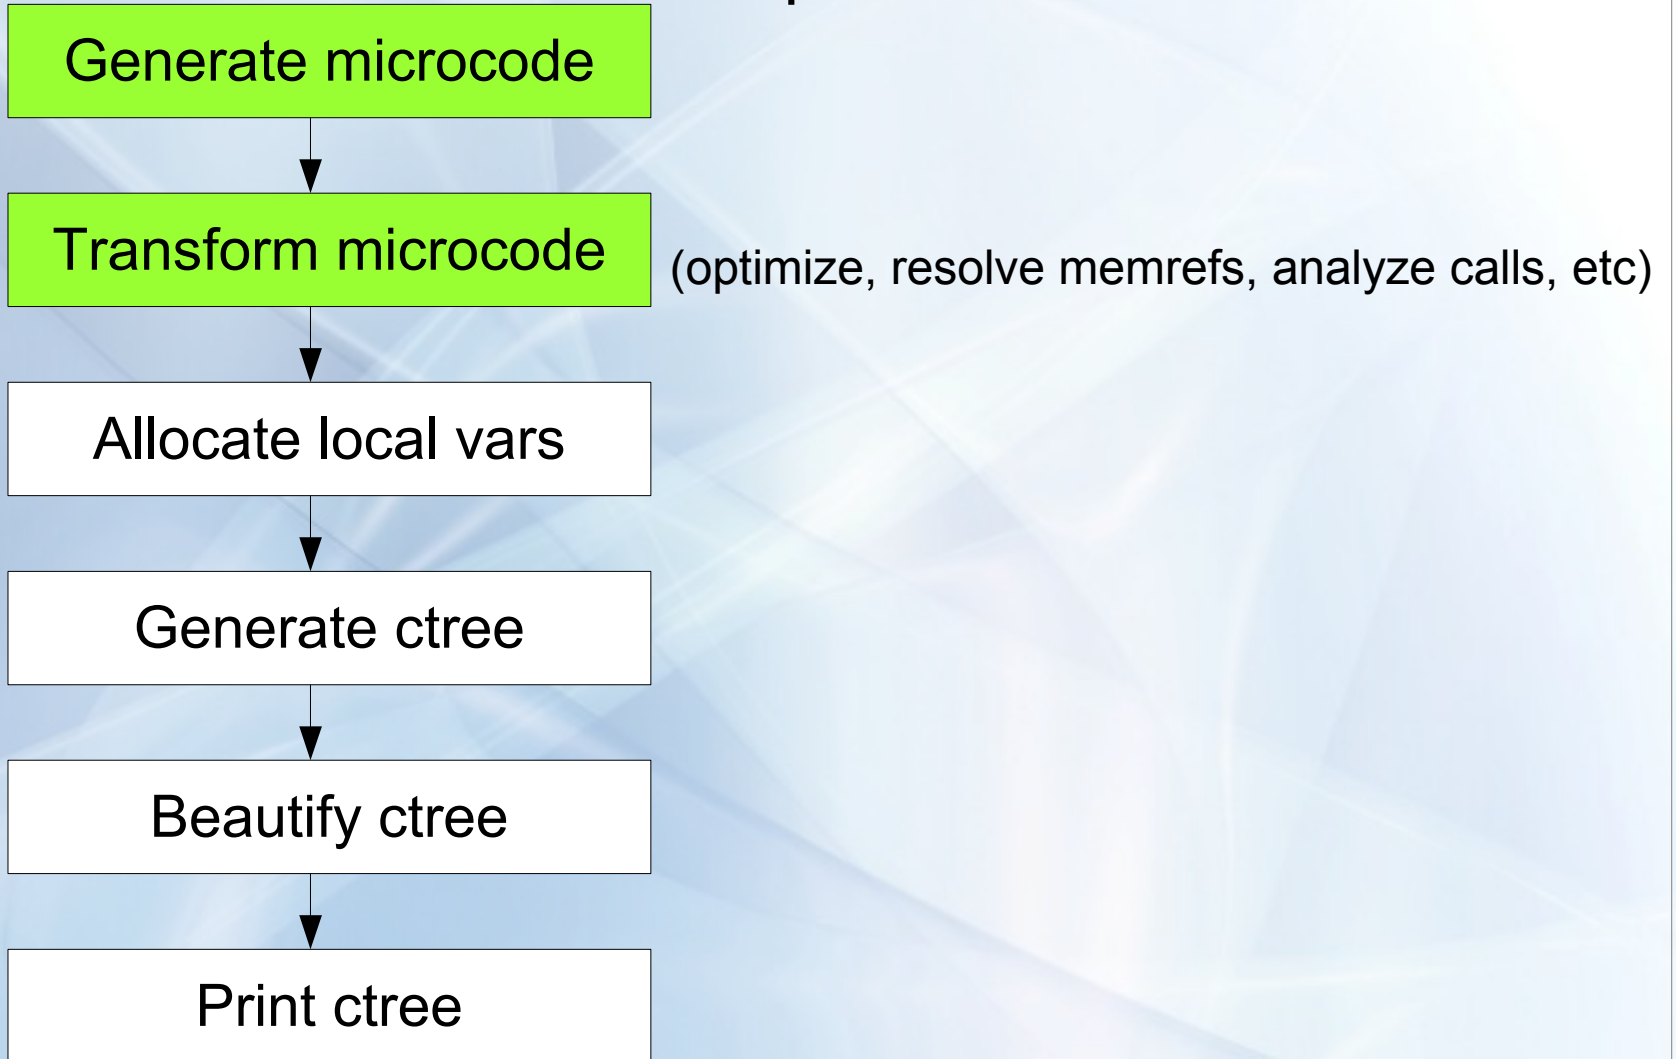 Generate microcode
Transform microcode
(optimize, resolve memrefs, analyze calls, etc)
Allocate local vars
Generate ctree
Beautify ctree
Print ctree